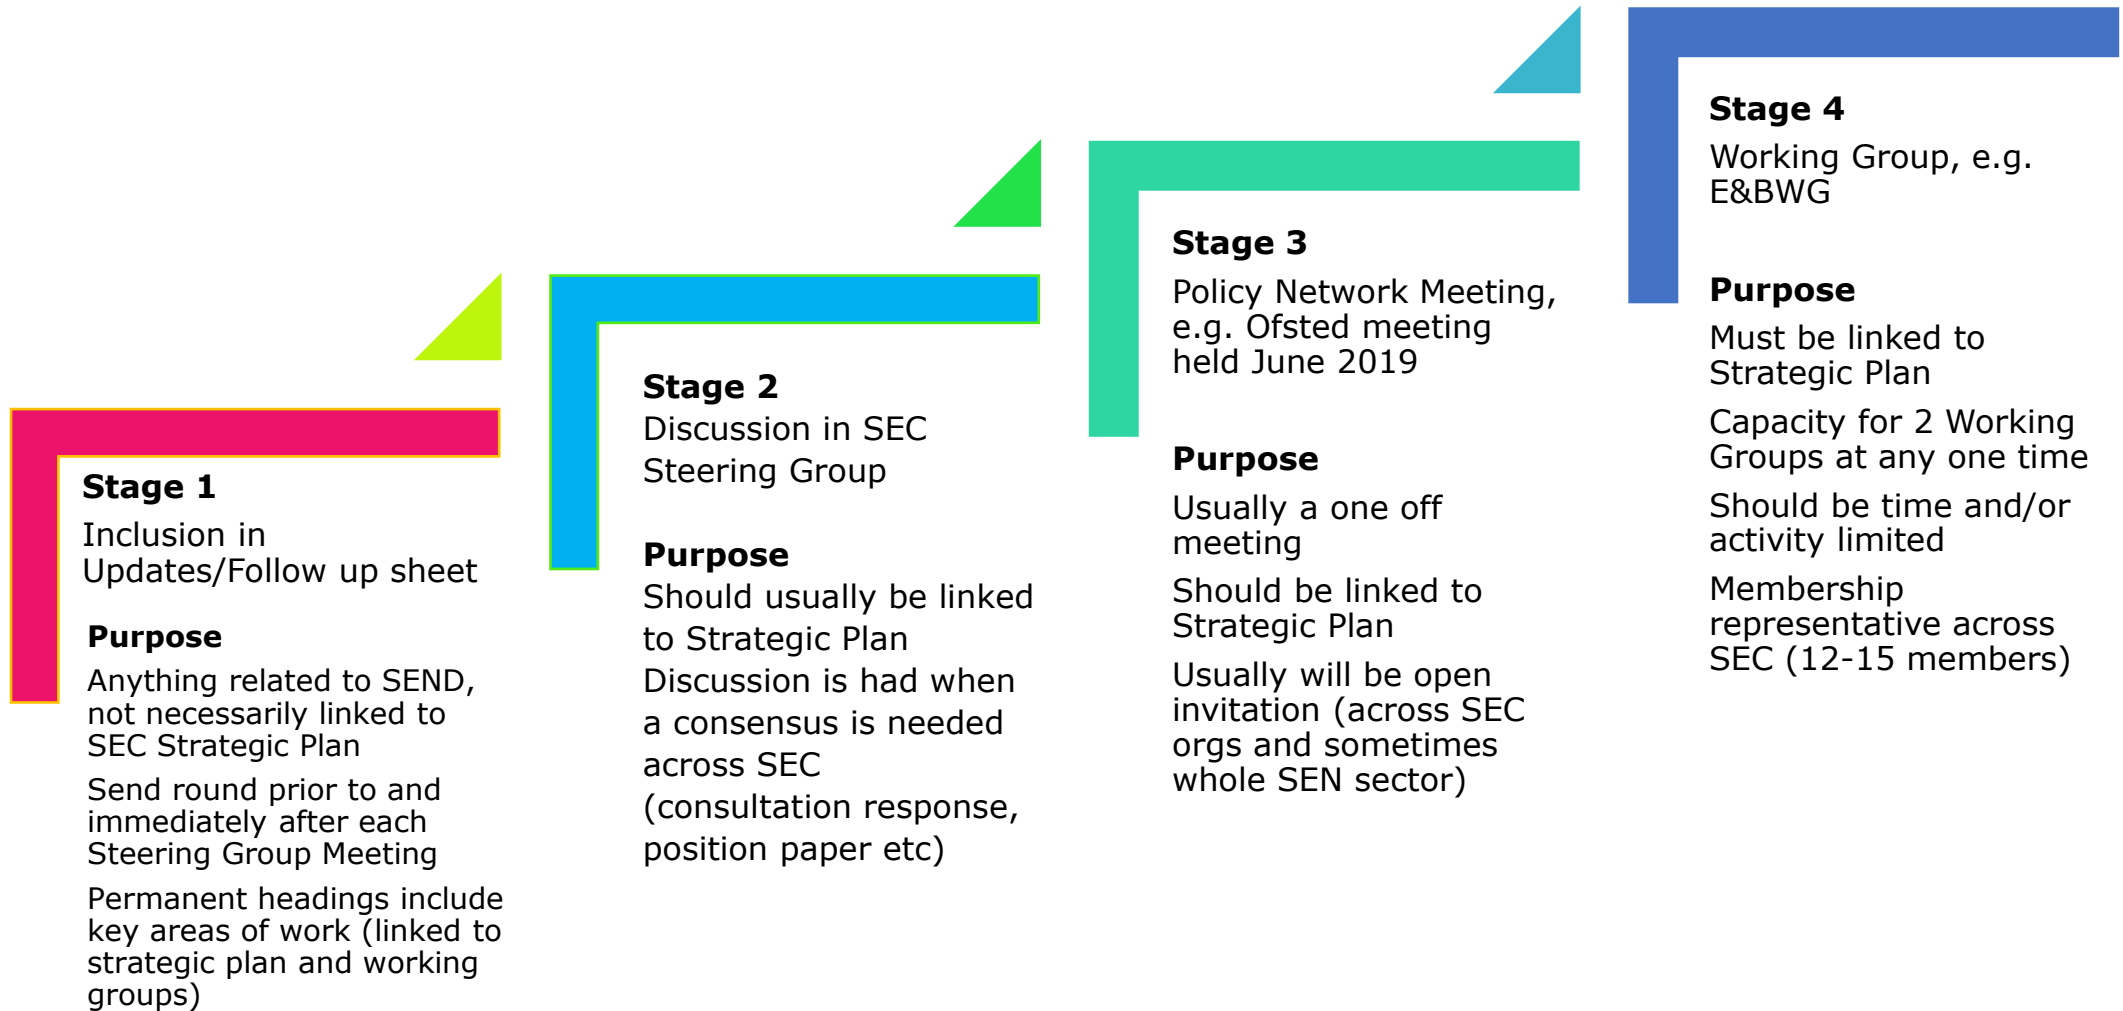 Stage 1
Inclusion in
Updates/Follow up sheet
Purpose
Anything related to SEND,
not necessarily linked to
SEC Strategic Plan
Send round prior to and
immediately after each
Steering Group Meeting
Permanent headings include
key areas of work (linked to
strategic plan and working
groups)
Stage 2
Discussion in SEC
Steering Group
Purpose
Should usually be linked
to Strategic Plan
Discussion is had when
a consensus is needed
across SEC
(consultation response,
position paper etc)
Stage 3
Policy Network Meeting,
e.g. Ofsted meeting
held June 2019
Purpose
Usually a one off
meeting
Should be linked to
Strategic Plan
Usually will be open
invitation (across SEC
orgs and sometimes
whole SEN sector)
Stage 4
Working Group, e.g.
E&BWG
Purpose
Must be linked to
Strategic Plan
Capacity for 2 Working
Groups at any one time
Should be time and/or
activity limited
Membership
representative across
SEC (12-15 members)